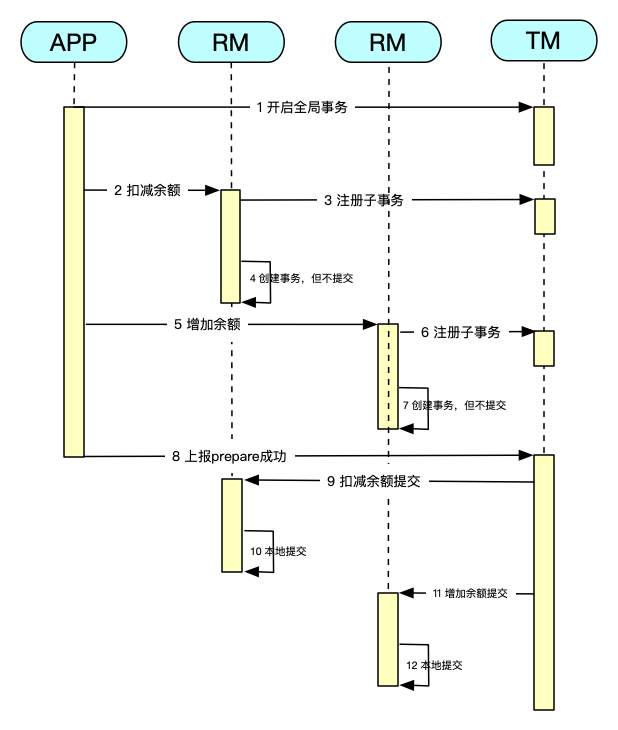 APP
RM
RM
TM
1 开启全局事务
2 扣减余额
3 注册子事务
4 创建事务，但不提交
5 增加余额
6 注册子事务
7 创建事务，但不提交
8 上报prepare成功
9 扣减余额提交
10 本地提交
11 增加余额提交
12 本地提交